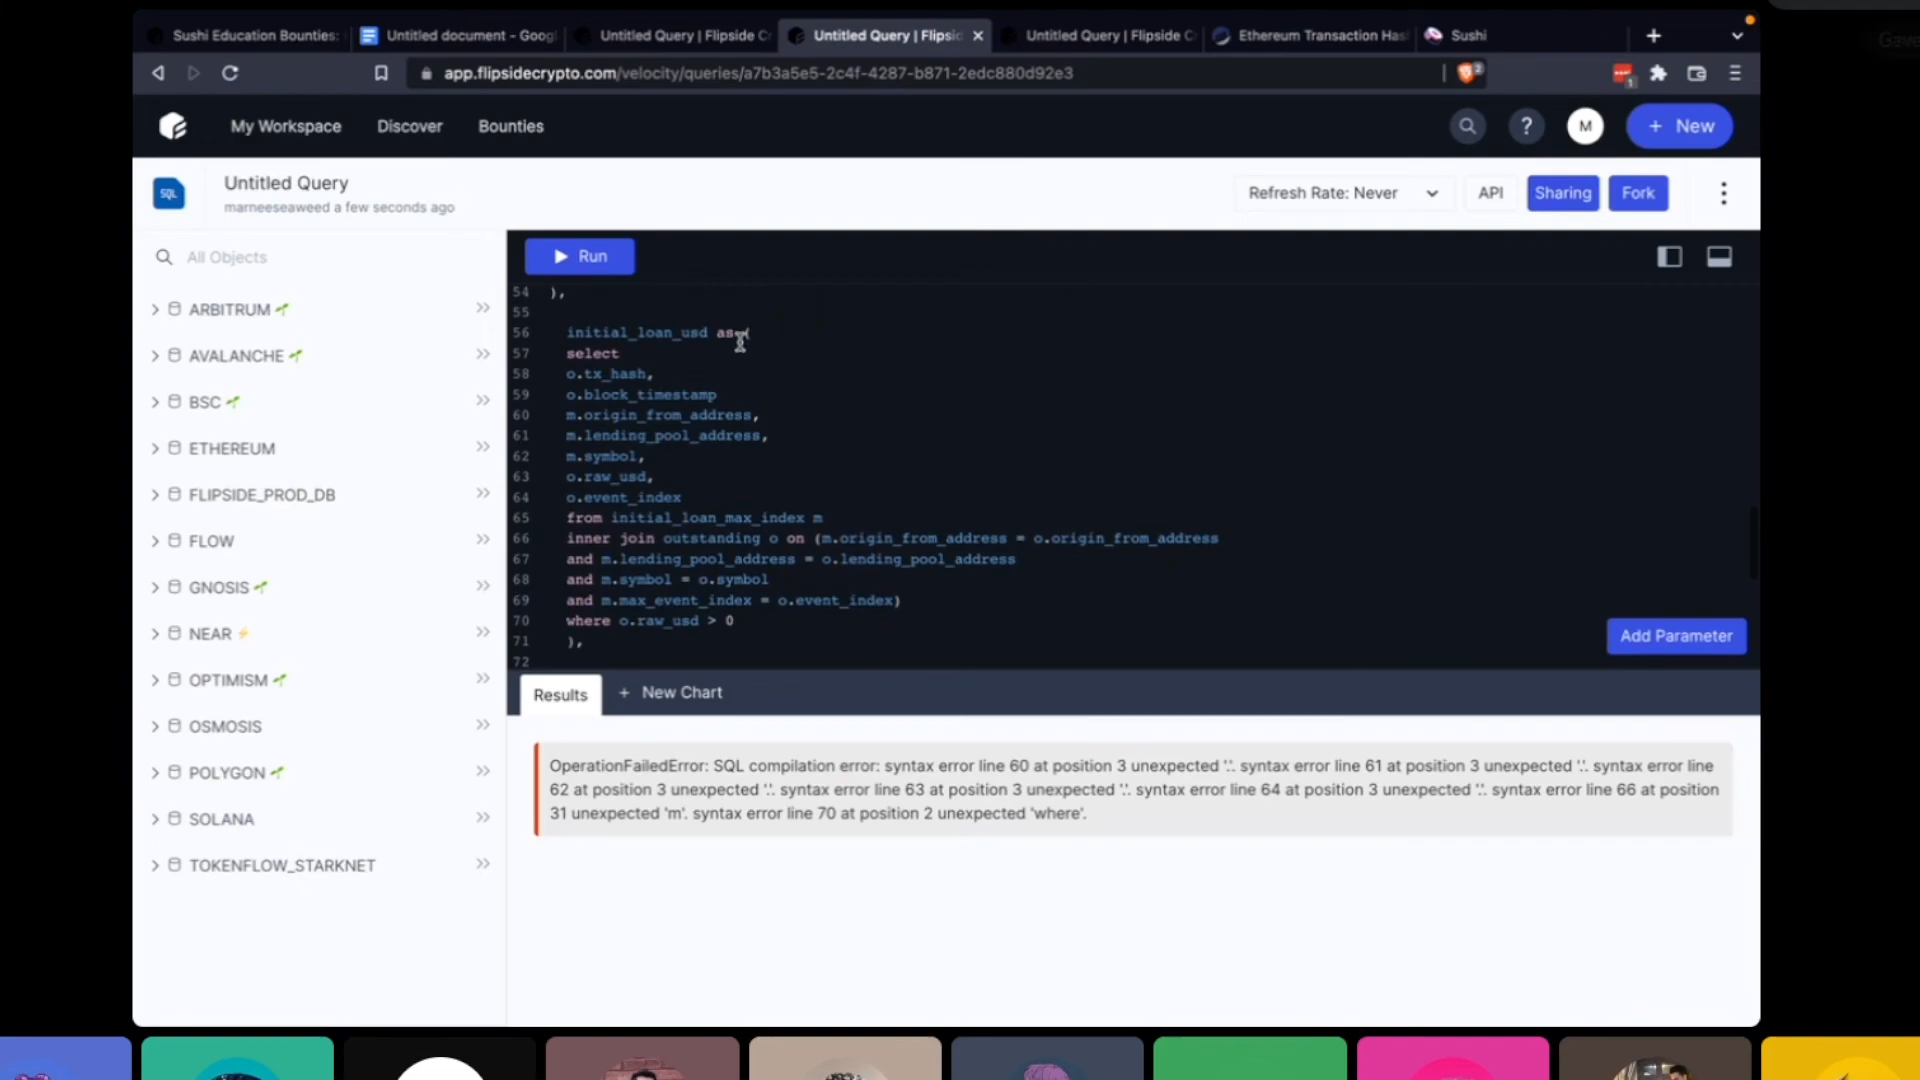 Sushi Education Bounties:
Untitled document - Googl
Untitled Query | Flipside C
Untitled Query | Flipsid
Untitled Query | Flipside C
Ethereum Transaction Has
Sushi
app.flipsidecrypto.com/velocity/queries/a7b3a5e5-2c4f-4287-b871-2edc880d92e3
2
1
My Workspace
Discover
Bounties
?
M
+ New
SQL
Untitled Query
marneeseaweed a few seconds ago
Refresh Rate: Never
API
Sharing
Fork
All Objects
ARBITRUM
AVALANCHE
BSC
ETHEREUM
FLIPSIDE_PROD_DB
FLOW
GNOSIS
NEAR
OPTIMISM
OSMOSIS
POLYGON
SOLANA
TOKENFLOW_STARKNET
Run
54 ),
55
56 initial_loan_usd as (
57 select
58 o.tx_hash,
59 o.block_timestamp
60 m.origin_from_address,
61 m.lending_pool_address,
62 m.symbol,
63 o.raw_usd,
64 o.event_index
65 from initial_loan_max_index m
66 inner join outstanding o on (m.origin_from_address = o.origin_from_address
67 and m.lending_pool_address = o.lending_pool_address
68 and m.symbol = o.symbol
69 and m.max_event_index = o.event_index)
70 where o.raw_usd > 0
71 ),
72
Add Parameter
Results
+ New Chart
OperationFailedError: SQL compilation error: syntax error line 60 at position 3 unexpected '.'. syntax error line 61 at position 3 unexpected '.'. syntax error line
62 at position 3 unexpected '.'. syntax error line 63 at position 3 unexpected '.'. syntax error line 64 at position 3 unexpected '.'. syntax error line 66 at position
31 unexpected 'm'. syntax error line 70 at position 2 unexpected 'where'.